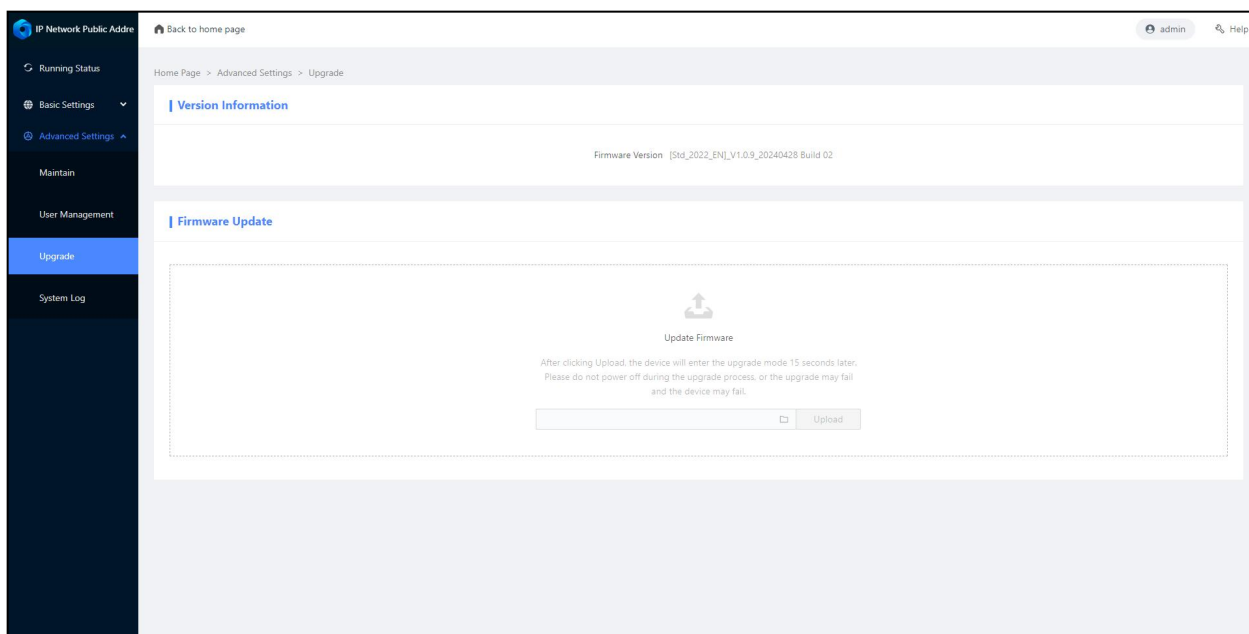 IP Network Public Addre
Back to home page
admin
Help
Running Status
Basic Settings
Advanced Settings
Maintain
User Management
Upgrade
System Log
Home Page > Advanced Settings > Upgrade
Version Information
Firmware Version [Std_2022_EN]_V1.0.9_20240428 Build 02
Firmware Update
Update Firmware
After clicking Upload, the device will enter the upgrade mode 15 seconds later.
Please do not power off during the upgrade process, or the upgrade may fail
and the device may fail.
Upload